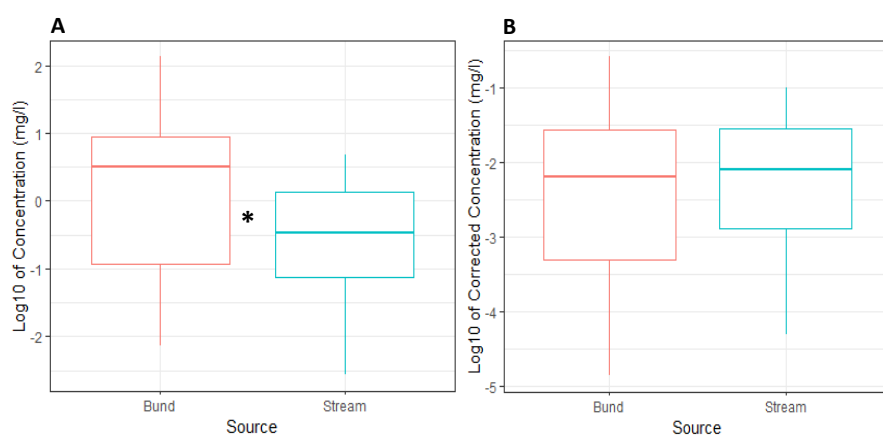 A
Log10 of Concentration (mg/l)
2
1
0
-1
-2
*
Bund
Stream
Source
B
Log10 of Corrected Concentration (mg/l)
-1
-2
-3
-4
-5
Bund
Stream
Source